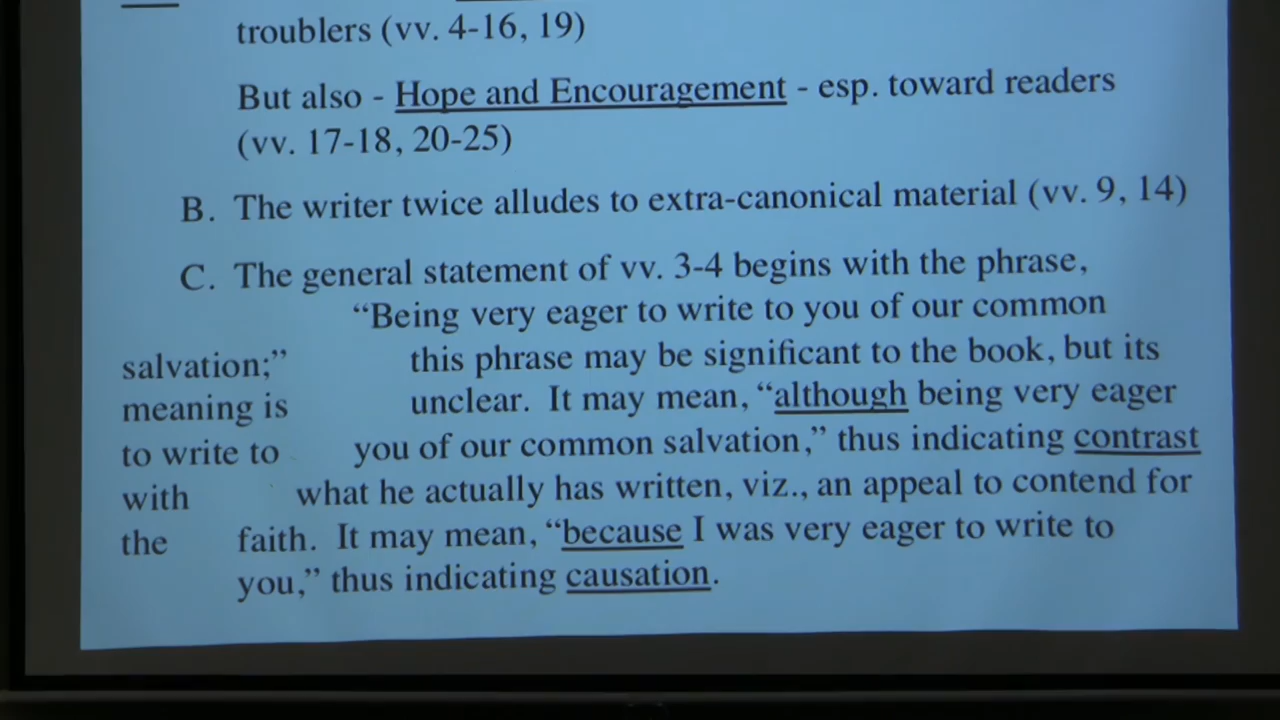 troublers (vv. 4-16, 19)
But also - Hope and Encouragement - esp. toward readers
(vv. 17-18, 20-25)
B. The writer twice alludes to extra-canonical material (vv. 9, 14)
C. The general statement of vv. 3-4 begins with the phrase,
“Being very eager to write to you of our common
salvation;” this phrase may be significant to the book, but its
meaning is unclear. It may mean, “although being very eager
to write to you of our common salvation,” thus indicating contrast
with what he actually has written, viz., an appeal to contend for
the faith. It may mean, “because I was very eager to write to
you,” thus indicating causation.